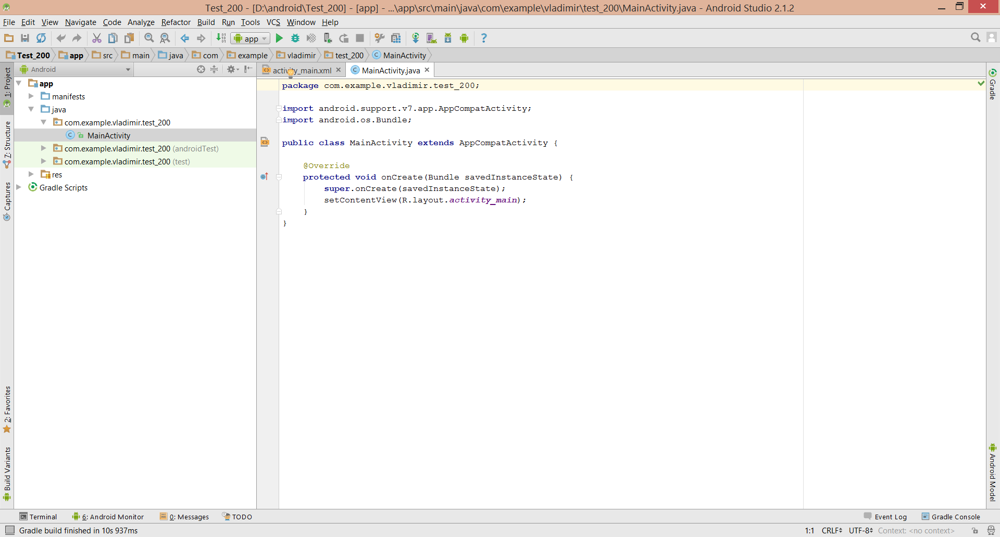 Test_200 - [D:\android\Test_200] - [app] - ...\app\src\main\java\com\example\vladimir\test_200\MainActivity.java - Android Studio 2.1.2
File Edit View Navigate Code Analyze Refactor Build Run Tools VCS Window Help
app
Test_200 app src main java com example vladimir test_200 MainActivity
Android
activity_main.xml MainActivity.java
1: Project
7: Structure
Captures
2: Favorites
Build Variants
app
manifests
java
com.example.vladimir.test_200
MainActivity
com.example.vladimir.test_200 (androidTest)
com.example.vladimir.test_200 (test)
res
Gradle Scripts
package com.example.vladimir.test_200;
import android.support.v7.app.AppCompatActivity;
import android.os.Bundle;
public class MainActivity extends AppCompatActivity {
@Override
protected void onCreate(Bundle savedInstanceState) {
super.onCreate(savedInstanceState);
setContentView(R.layout.activity_main);
}
}
Gradle
Android Model
Terminal 6: Android Monitor 0: Messages TODO Event Log Gradle Console
Gradle build finished in 10s 937ms 1:1 CRLF UTF-8 Context: <no context>